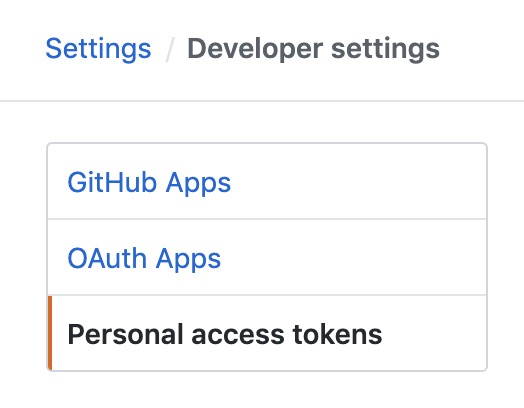 Settings / Developer settings
GitHub Apps
OAuth Apps
Personal access tokens